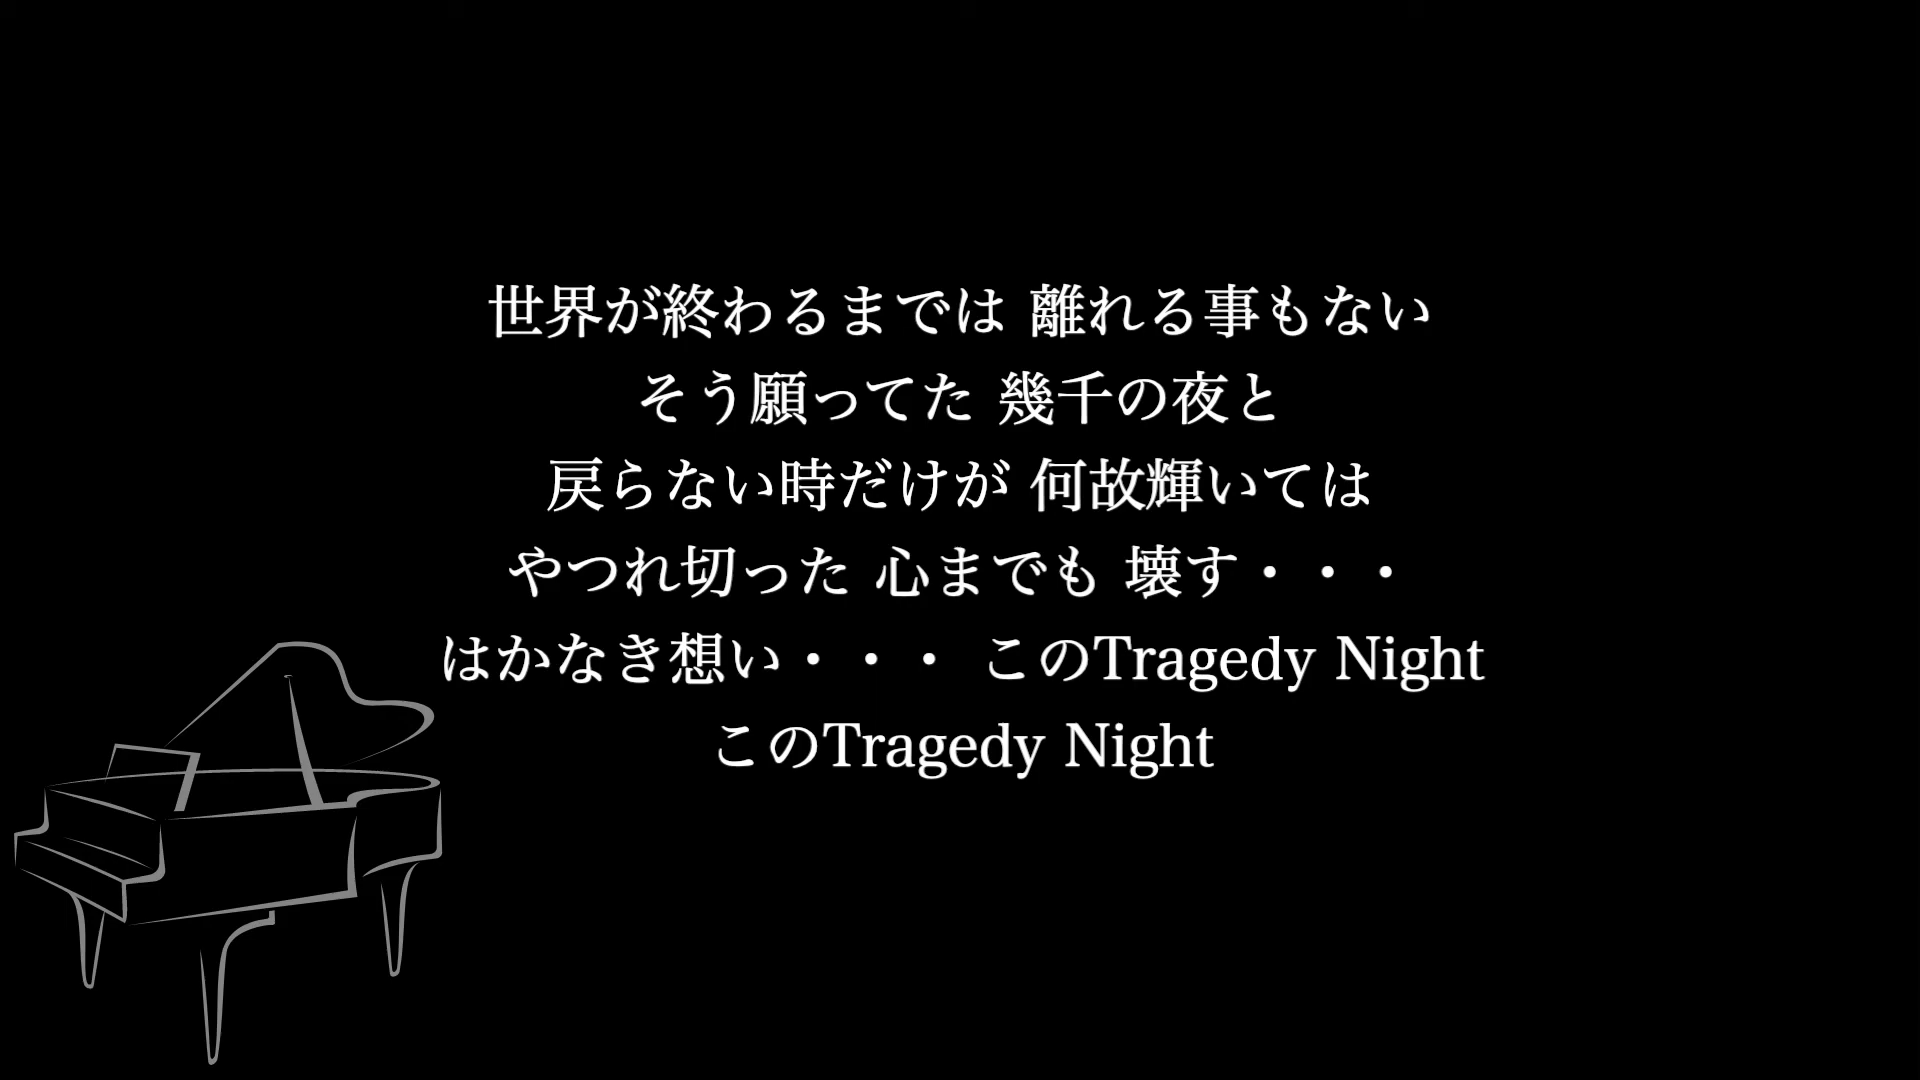 世界が終わるまでは 離れる事もない
そう願ってた 幾千の夜と
戻らない時だけが 何故輝いては
やつれ切った 心までも 壊す・・・
はかなき想い・・・ このTragedy Night
このTragedy Night